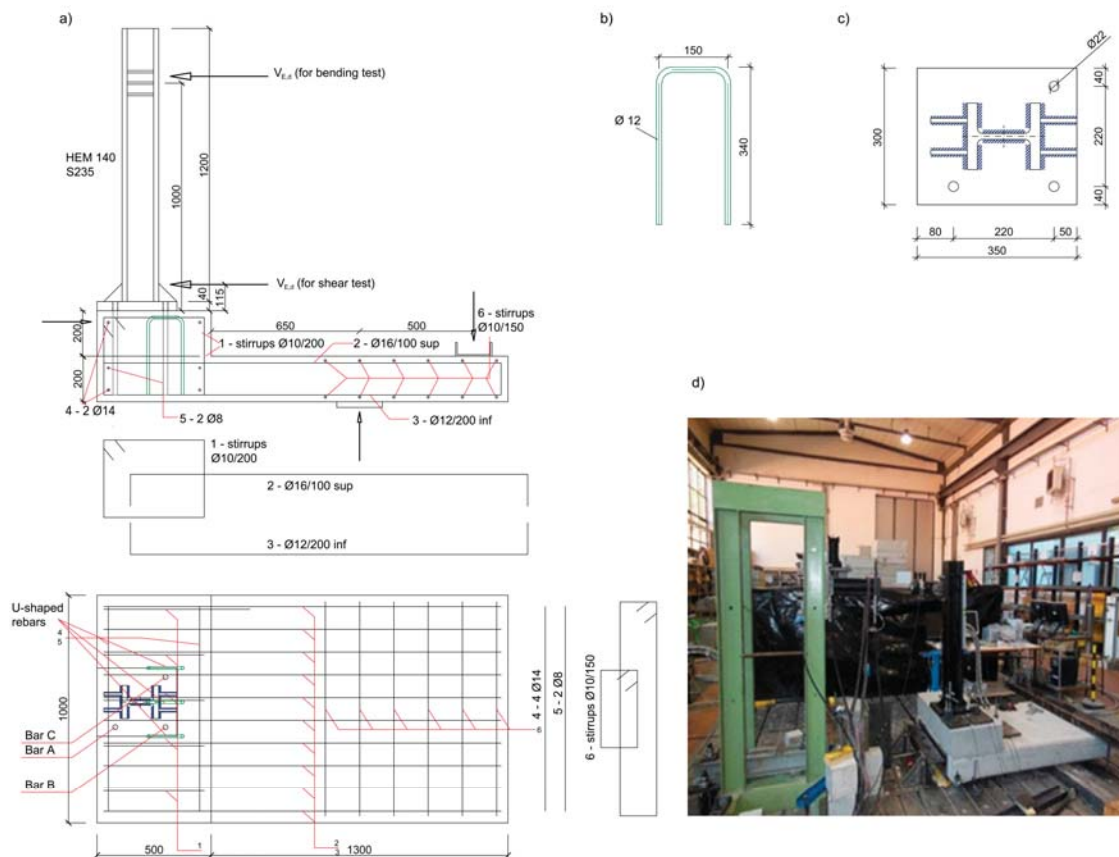 a)
V_E,d (for bending test)
HEM 140
S235
1200
1000
V_E,d (for shear test)
40
115
200
200
650
500
6 - stirrups
Ø10/150
1 - stirrups Ø10/200
2 - Ø16/100 sup
4 - 2 Ø14
5 - 2 Ø8
3 - Ø12/200 inf
1 - stirrups
Ø10/200
2 - Ø16/100 sup
3 - Ø12/200 inf
U-shaped
rebars
4
5
1000
Bar C
Bar A
Bar B
500
1300
1
2
3
6
4 - 4 Ø14
5 - 2 Ø8
6 - stirrups Ø10/150
b)
150
Ø 12
340
c)
Ø22
300
40
220
40
80
220
50
350
d)